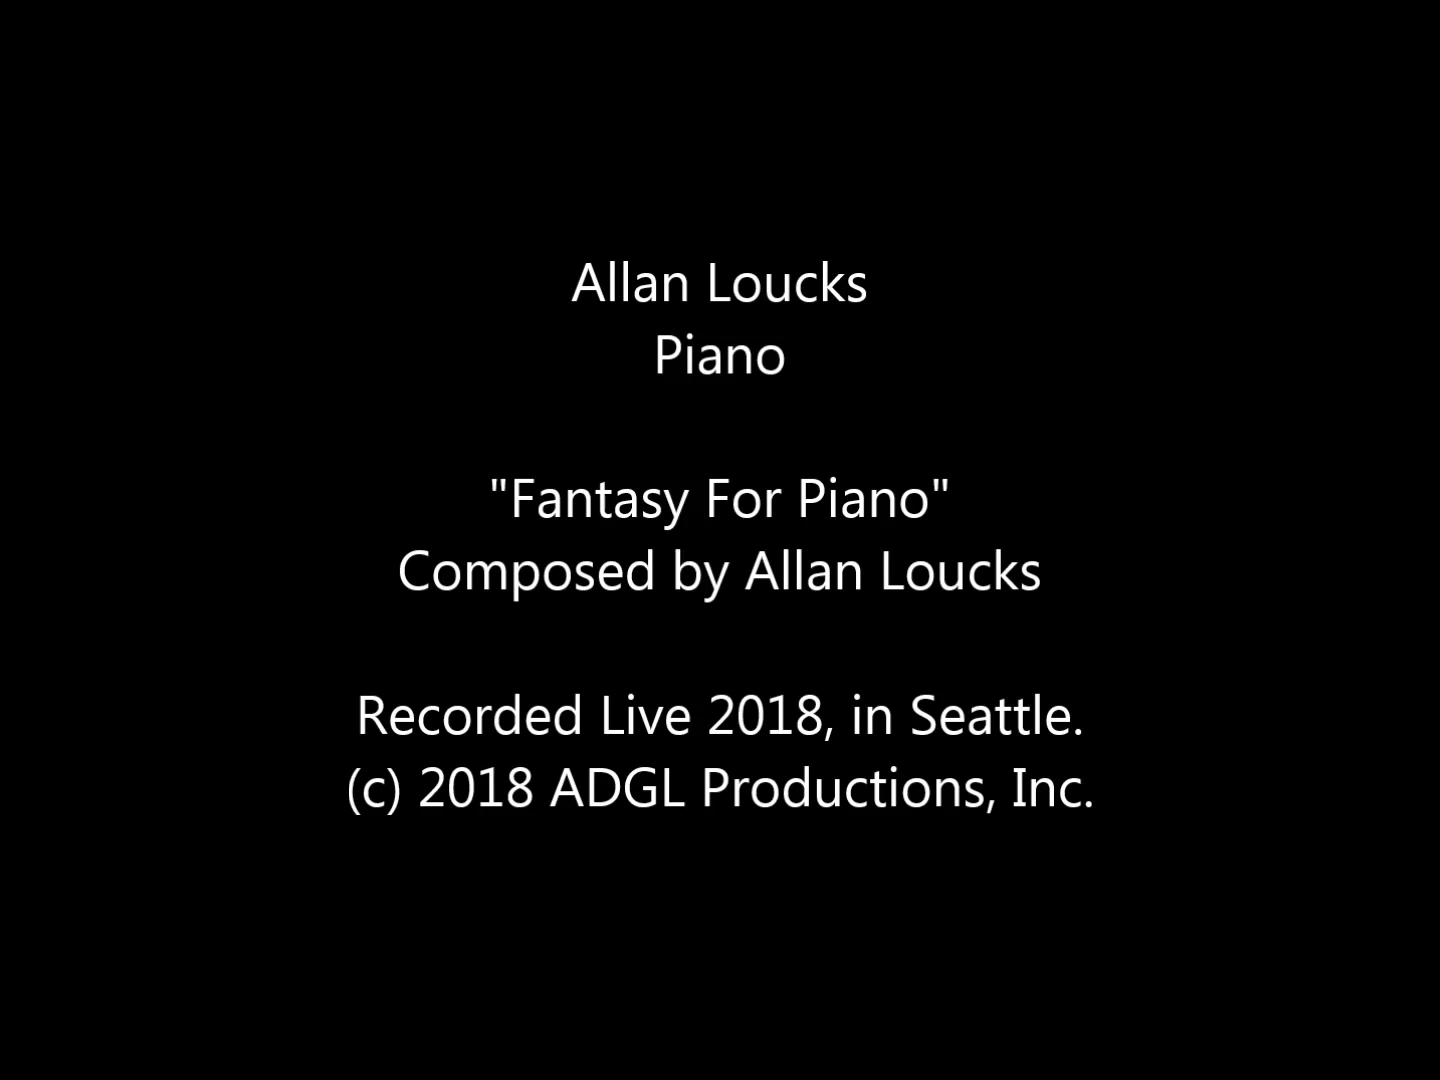 Allan Loucks
Piano
"Fantasy For Piano"
Composed by Allan Loucks
Recorded Live 2018, in Seattle.
(c) 2018 ADGL Productions, Inc.